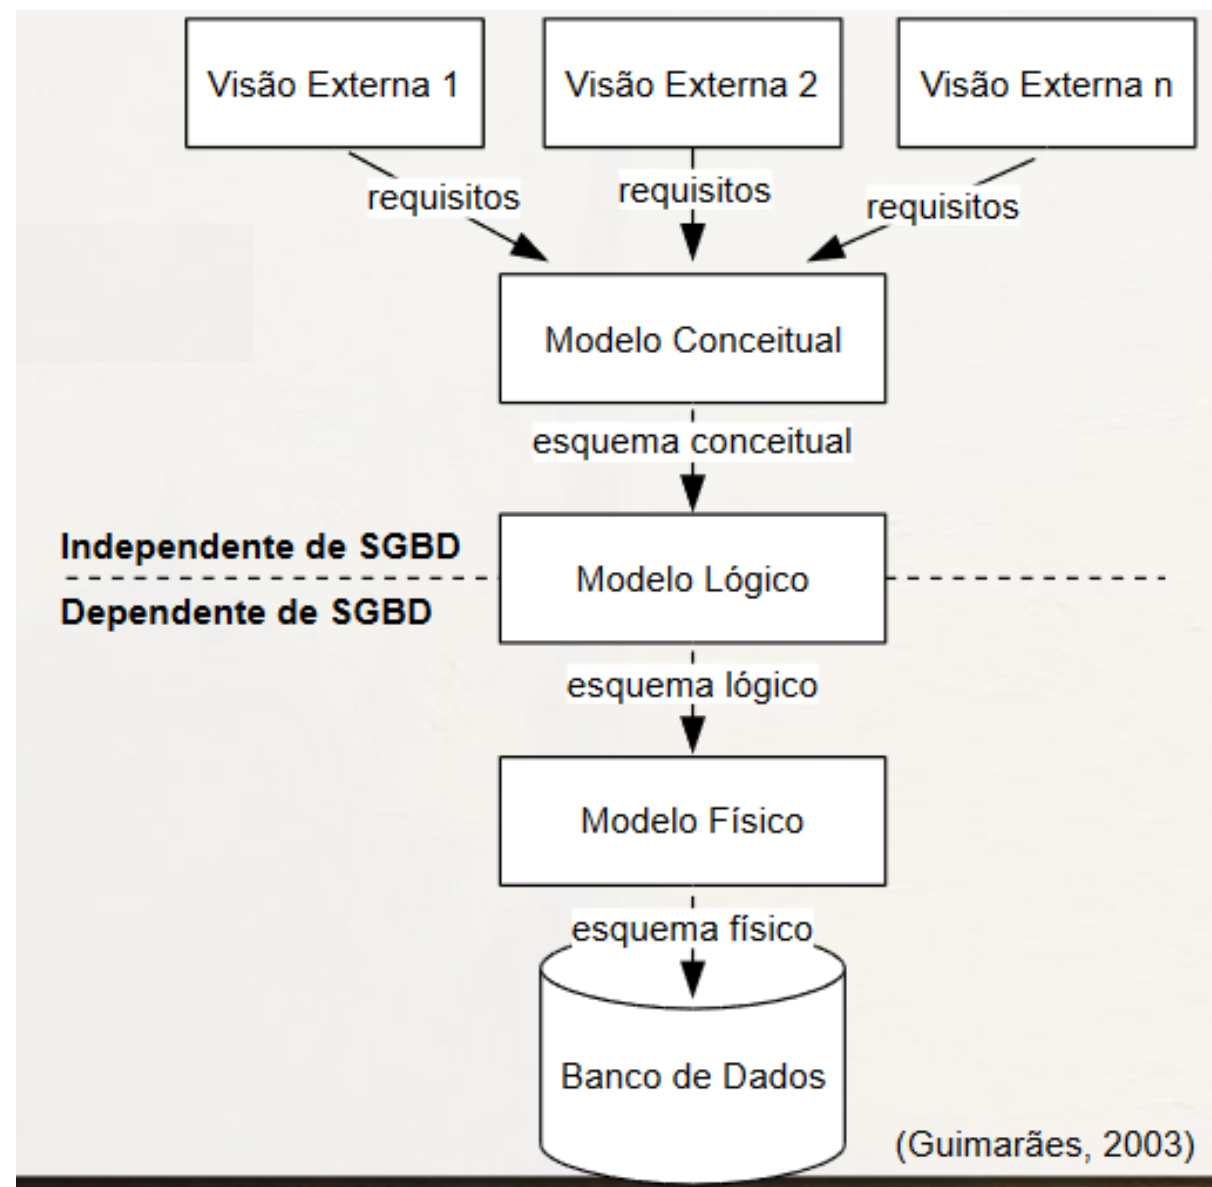 Visão Externa 1
Visão Externa 2
Visão Externa n
requisitos
requisitos
requisitos
Modelo Conceitual
esquema conceitual
Independente de SGBD
Modelo Lógico
Dependente de SGBD
esquema lógico
Modelo Físico
esquema físico
Banco de Dados
(Guimarães, 2003)